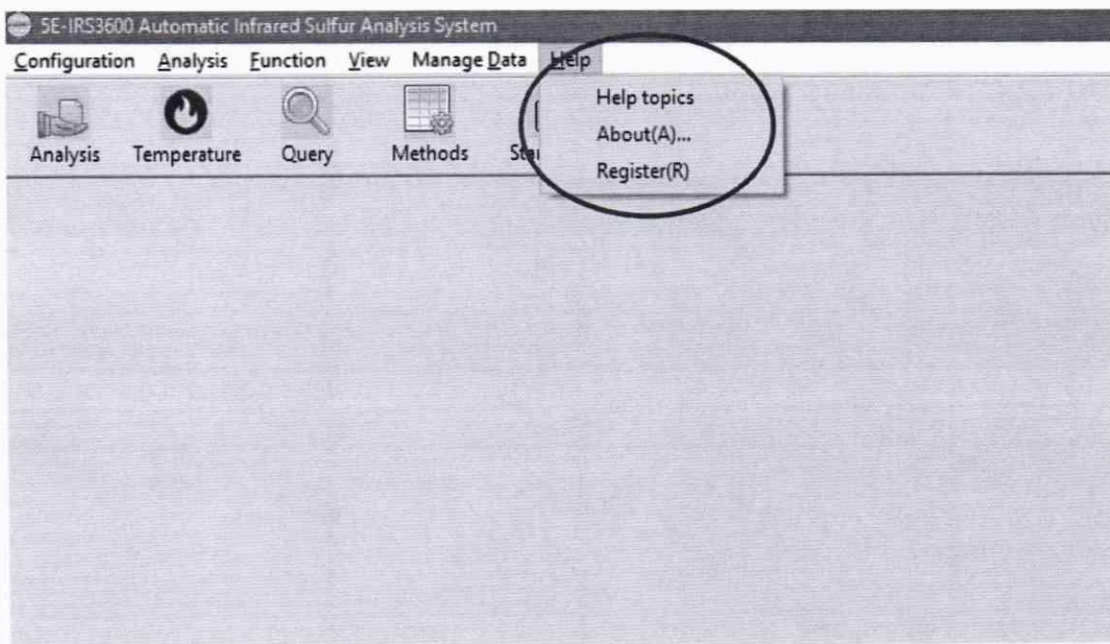 5E-IRS3600 Automatic Infrared Sulfur Analysis System
Configuration Analysis Function View Manage Data Help
Help topics
About(A)...
Register(R)
Analysis Temperature Query Methods